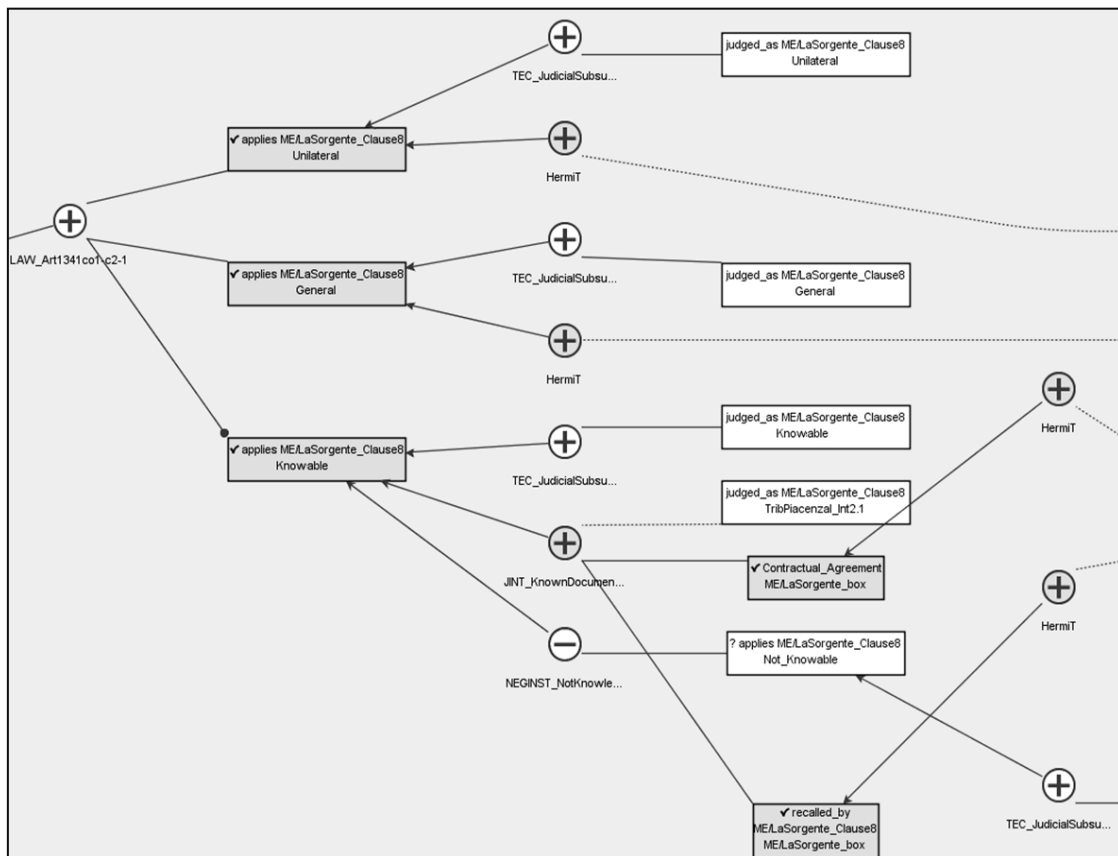 judged_as ME/LaSorgente_Clause8
Unilateral
TEC_JudicialSubsu...
✔ applies ME/LaSorgente_Clause8
Unilateral
HermiT
LAW_Art1341co1-c2-1
TEC_JudicialSubsu...
✔ applies ME/LaSorgente_Clause8
General
judged_as ME/LaSorgente_Clause8
General
HermiT
judged_as ME/LaSorgente_Clause8
Knowable
HermiT
✔ applies ME/LaSorgente_Clause8
Knowable
TEC_JudicialSubsu...
judged_as ME/LaSorgente_Clause8
TribPiacenzal_Int2.1
JINT_KnownDocumen...
✔ Contractual_Agreement
ME/LaSorgente_box
HermiT
? applies ME/LaSorgente_Clause8
Not_Knowable
NEGINST_NotKnowle...
✔ recalled_by
ME/LaSorgente_Clause8
ME/LaSorgente_box
TEC_JudicialSubsu...